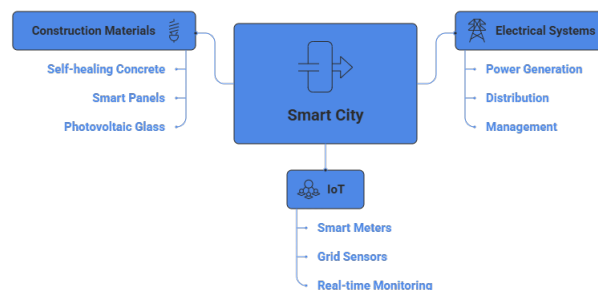 Construction Materials
Self-healing Concrete
Smart Panels
Photovoltaic Glass
Smart City
Electrical Systems
Power Generation
Distribution
Management
IoT
Smart Meters
Grid Sensors
Real-time Monitoring